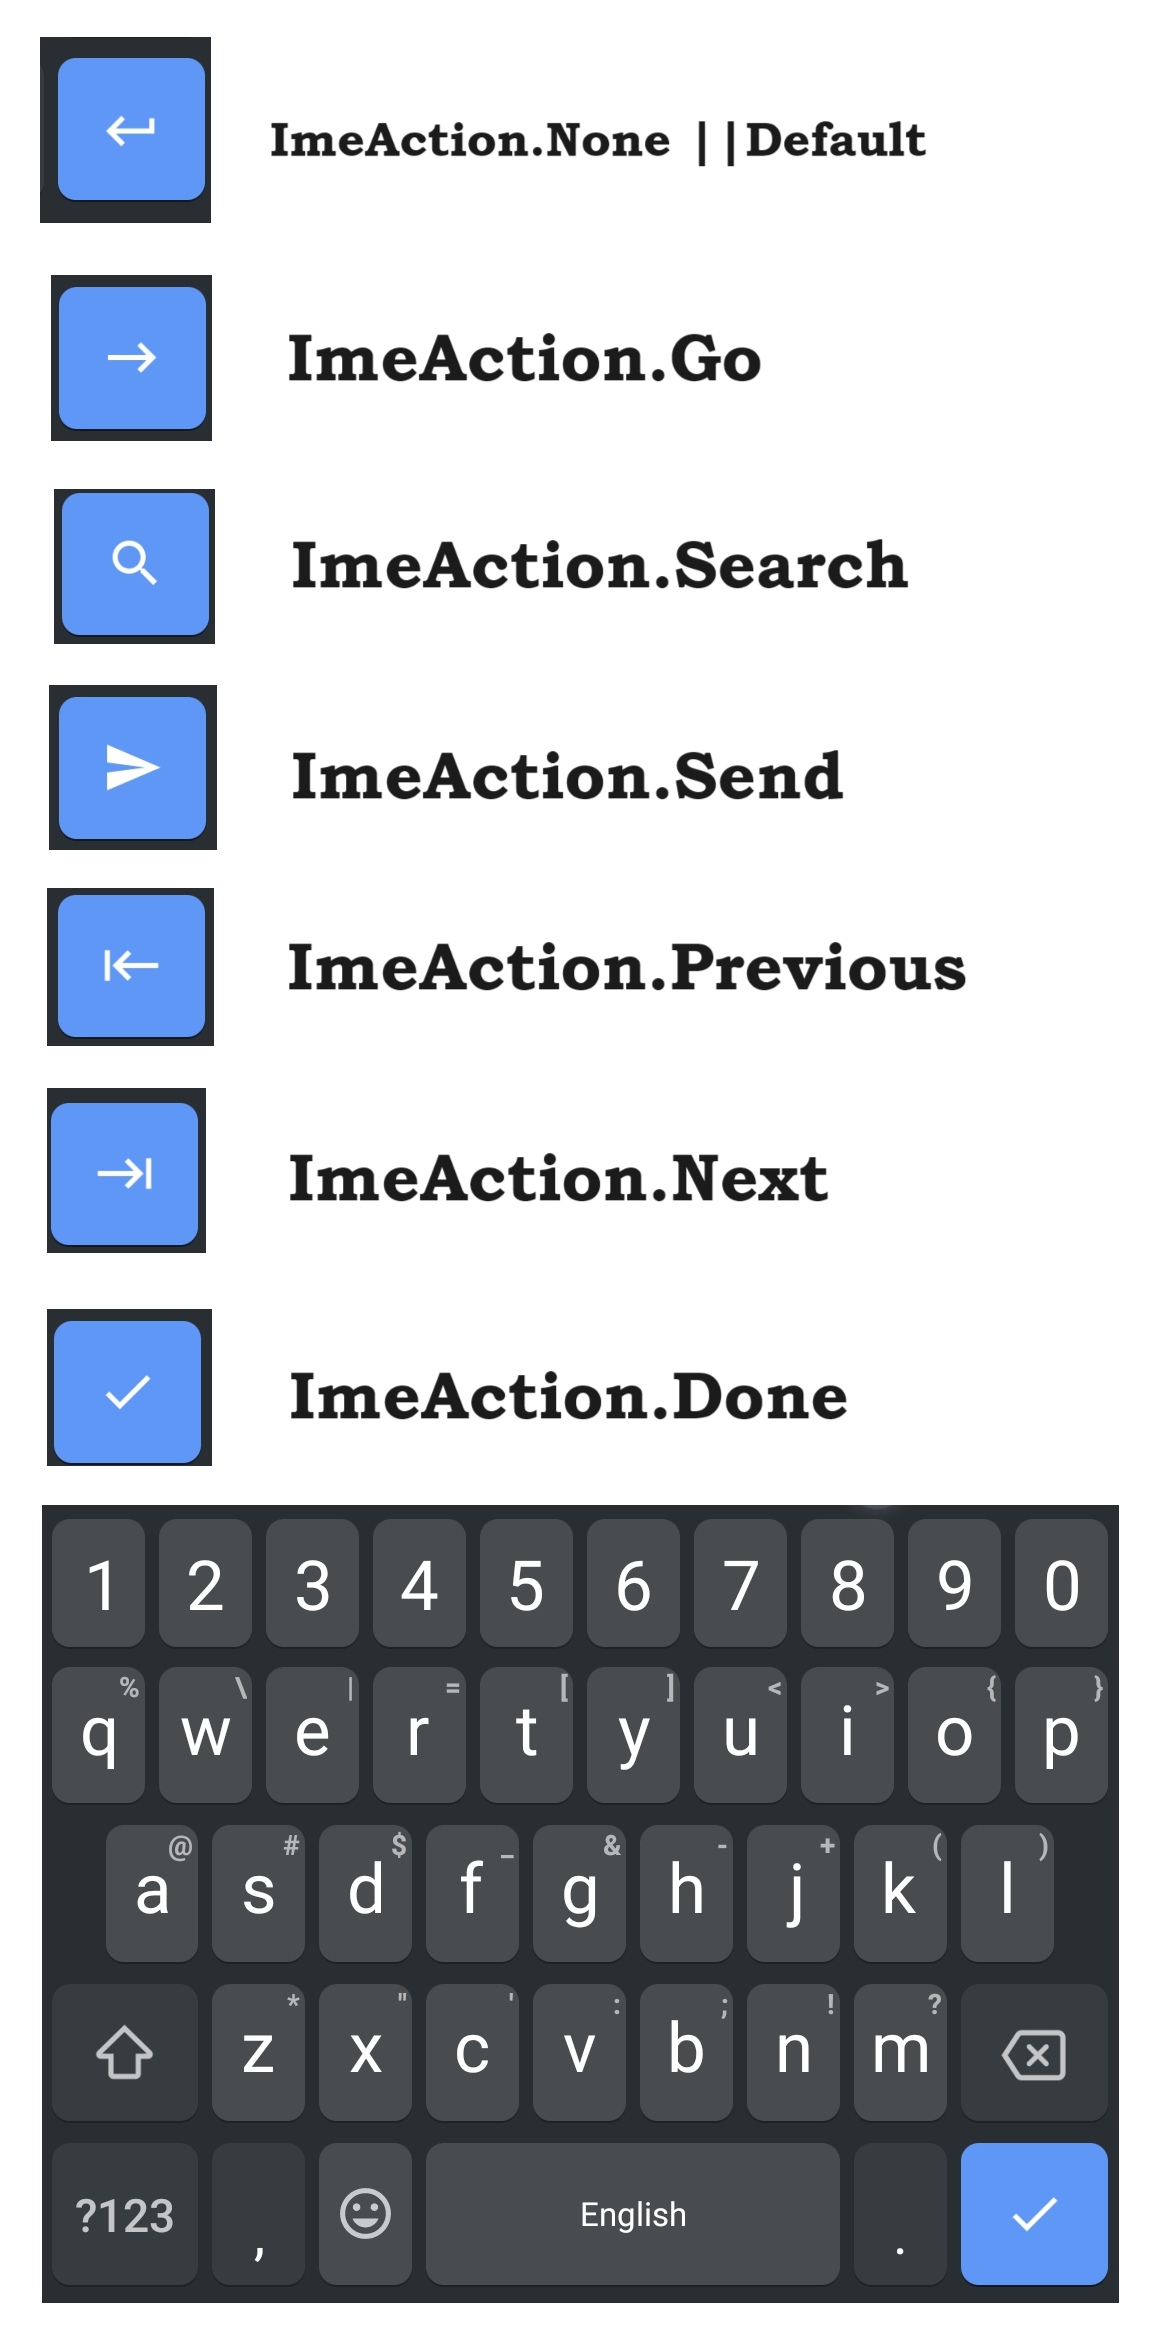 ImeAction.None ||Default
ImeAction.Go
ImeAction.Search
ImeAction.Send
ImeAction.Previous
ImeAction.Next
ImeAction.Done
1 2 3 4 5 6 7 8 9 0
% \ | = [ ] < > { }
q w e r t y u i o p
@ # $ _ & - + ( )
a s d f g h j k l
* " ' : ; ! ?
z x c v b n m
?123 , English .